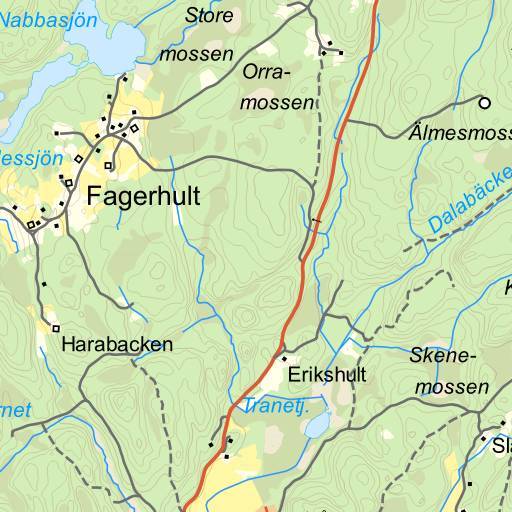 Nabbasjön
Store
mossen
Orra-
mossen
Älmesmoss
essjön
Fagerhult
Dalabäcke
Harabacken
Erikshult
Skene-
mossen
Tranetj.
rnet
Sl